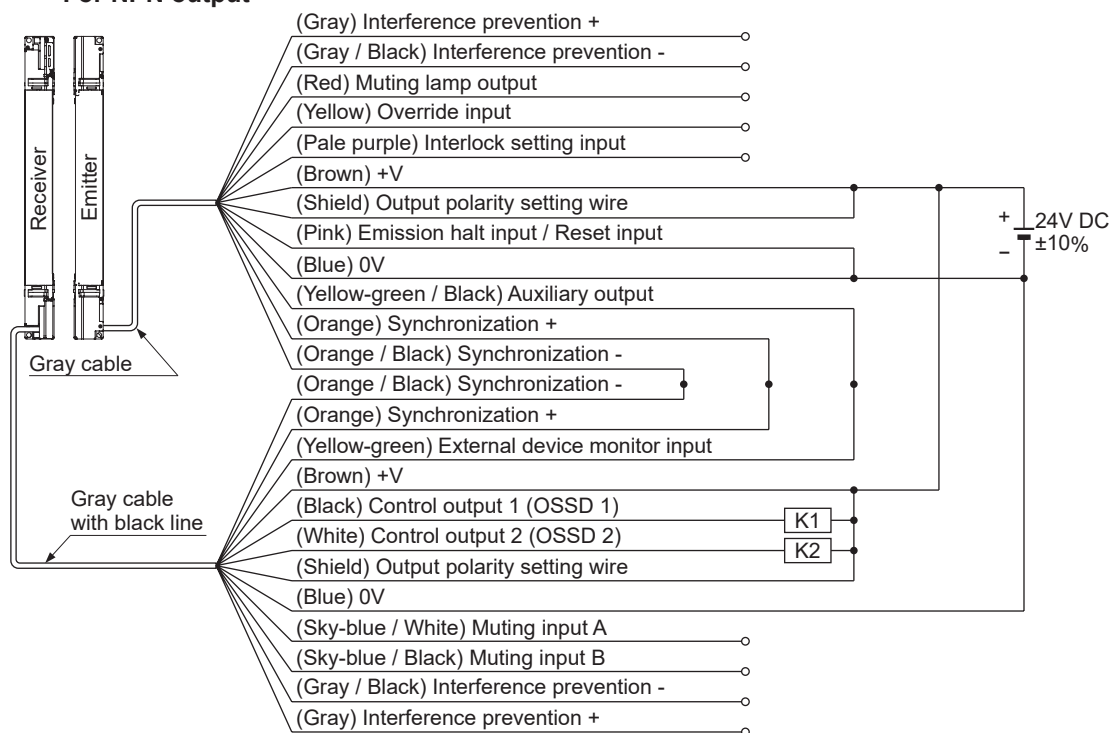 (Gray) Interference prevention +
(Gray / Black) Interference prevention -
(Red) Muting lamp output
(Yellow) Override input
(Pale purple) Interlock setting input
(Brown) +V
(Shield) Output polarity setting wire
(Pink) Emission halt input / Reset input
(Blue) 0V
(Yellow-green / Black) Auxiliary output
(Orange) Synchronization +
(Orange / Black) Synchronization -
(Orange / Black) Synchronization -
(Orange) Synchronization +
(Yellow-green) External device monitor input
(Brown) +V
(Black) Control output 1 (OSSD 1)
(White) Control output 2 (OSSD 2)
(Shield) Output polarity setting wire
(Blue) 0V
(Sky-blue / White) Muting input A
(Sky-blue / Black) Muting input B
(Gray / Black) Interference prevention -
(Gray) Interference prevention +
Receiver
Emitter
Gray cable
Gray cable
with black line
K1
K2
+
−
24V DC
±10%